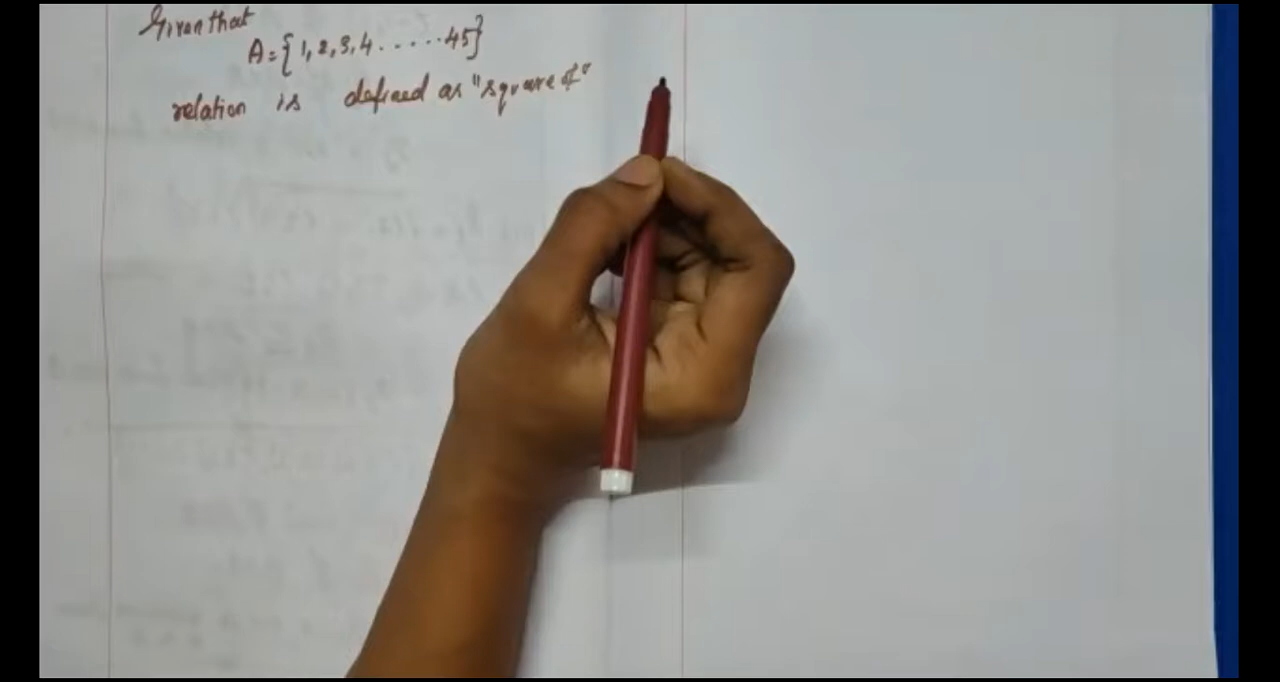 Given that
A = { 1, 2, 3, 4 . . . . . . 45}
relation is defined as "square of"